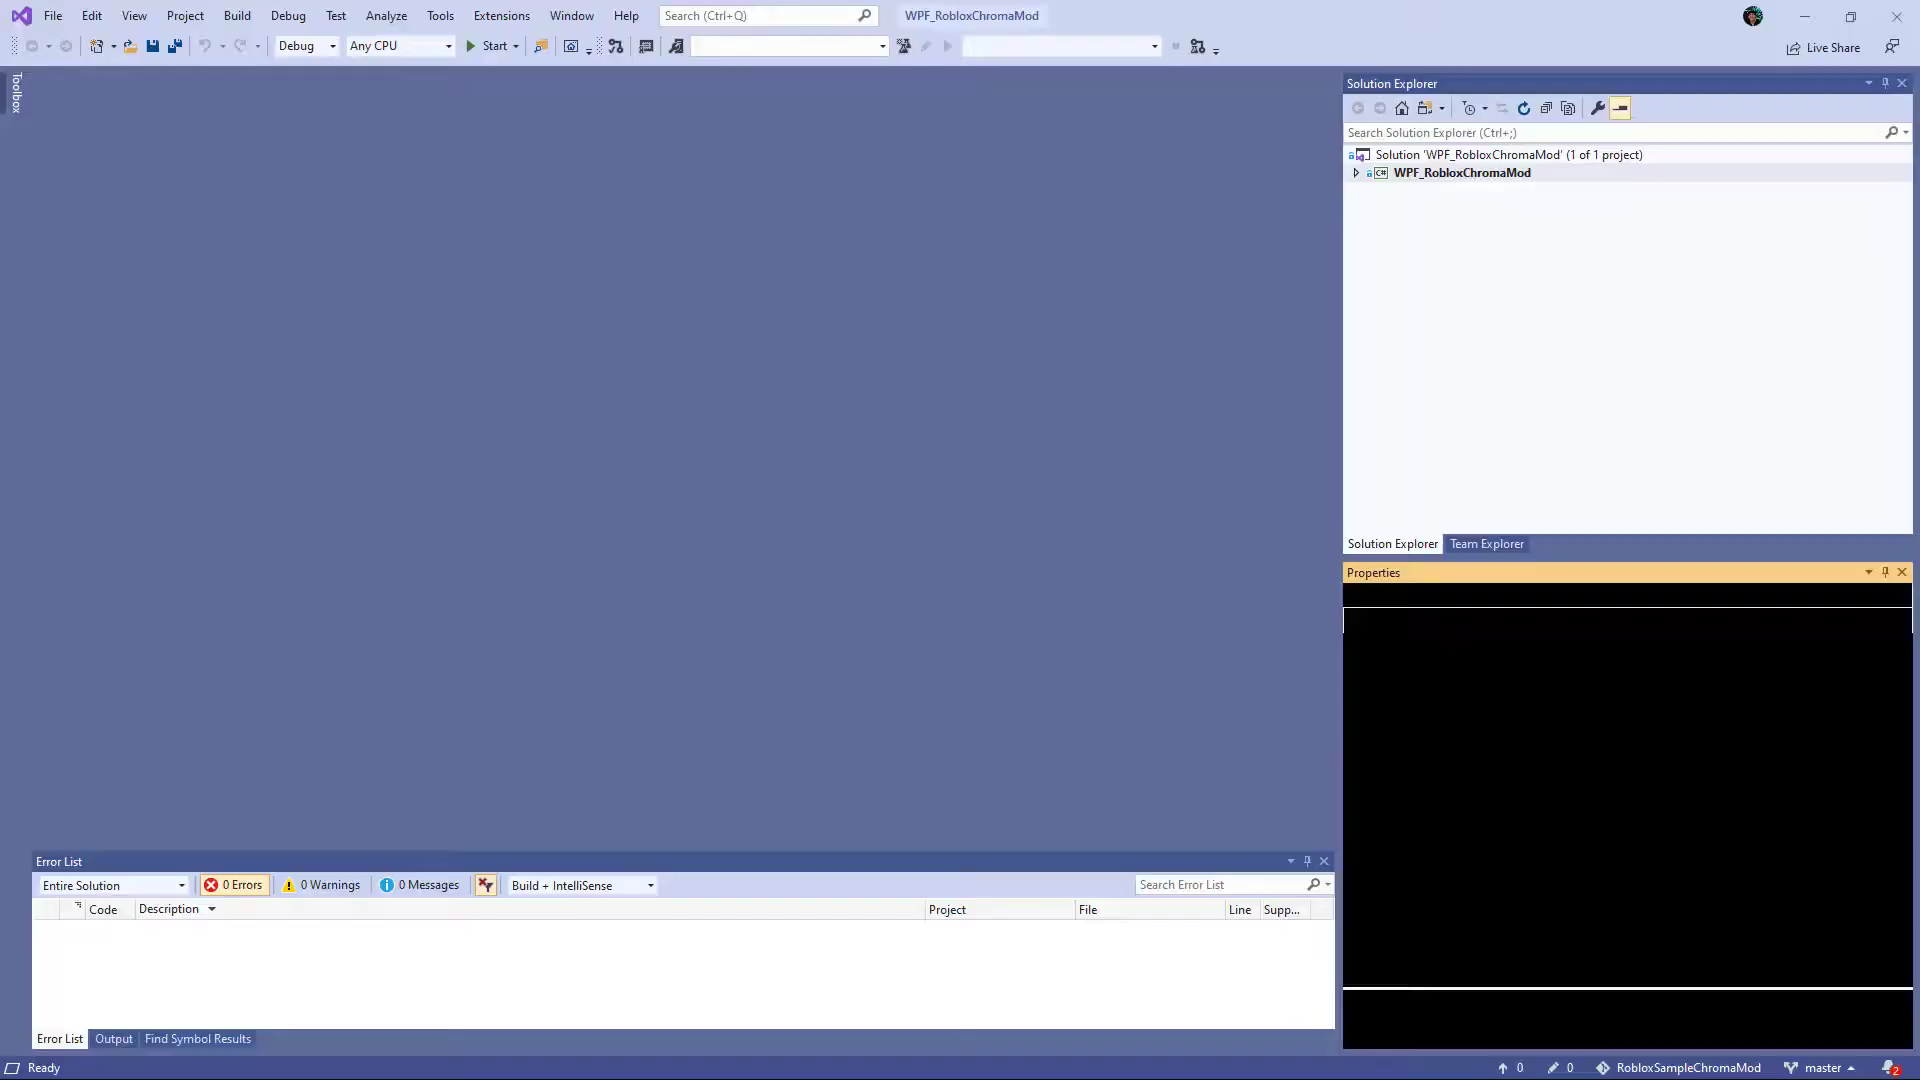 File Edit View Project Build Debug Test Analyze Tools Extensions Window Help Search (Ctrl+Q) WPF_RobloxChromaMod
Debug Any CPU Start Live Share
Toolbox
Solution Explorer
Search Solution Explorer (Ctrl+;)
Solution 'WPF_RobloxChromaMod' (1 of 1 project)
C# WPF_RobloxChromaMod
Solution Explorer Team Explorer
Properties
Error List
Entire Solution 0 Errors 0 Warnings 0 Messages Build + IntelliSense Search Error List
Code Description Project File Line Supp...
Error List Output Find Symbol Results
Ready 0 0 RobloxSampleChromaMod master 2